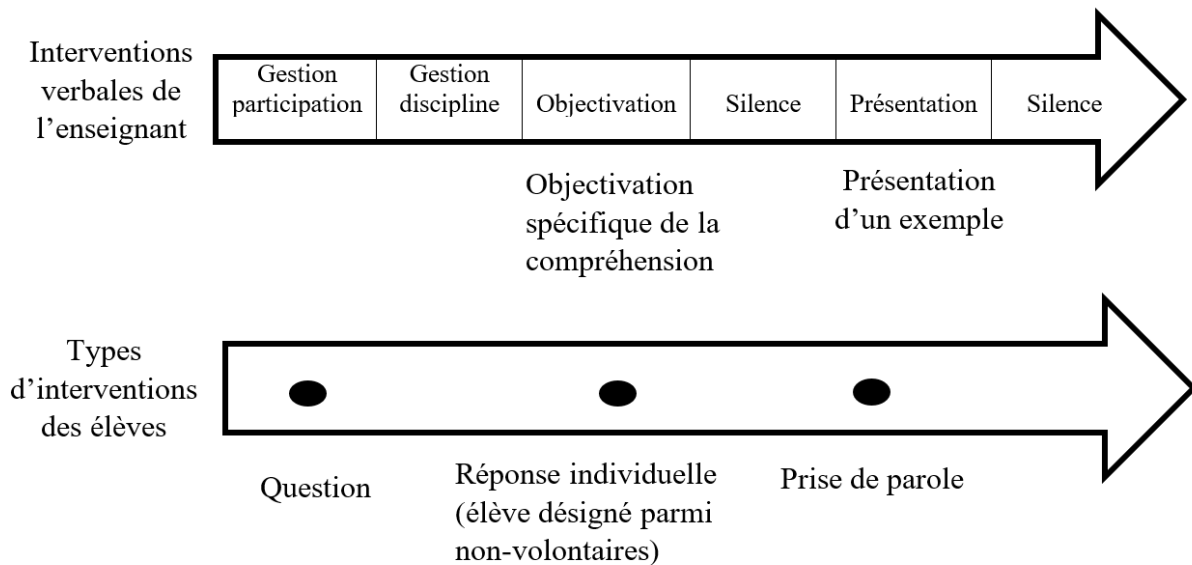 Interventions
verbales de
l'enseignant
Gestion
participation
Gestion
discipline
Objectivation
Silence
Présentation
Silence
Objectivation
spécifique de la
compréhension
Présentation
d'un exemple
Types
d'interventions
des élèves
Question
Réponse individuelle
(élève désigné parmi
non-volontaires)
Prise de parole